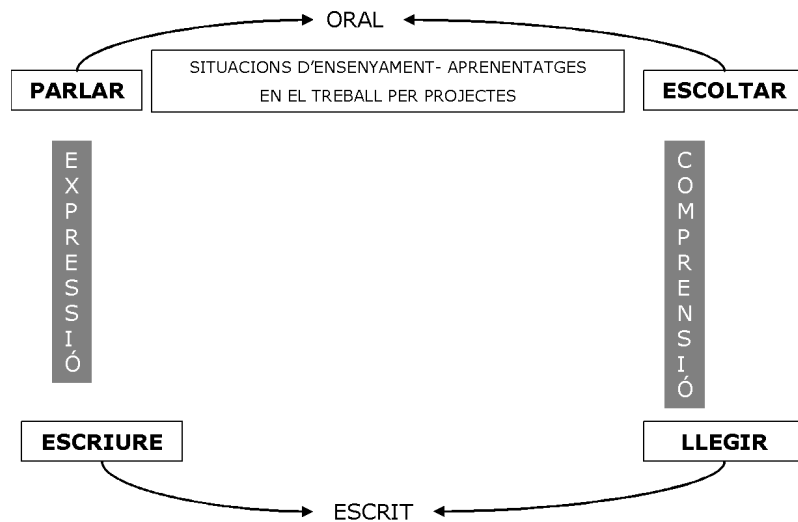 ORAL
SITUACIONS D'ENSENYAMENT- APRENENTATGES
EN EL TREBALL PER PROJECTES
PARLAR
ESCOLTAR
EXPRESSIÓ
COMPRENSIÓ
ESCRIURE
LLEGIR
ESCRIT